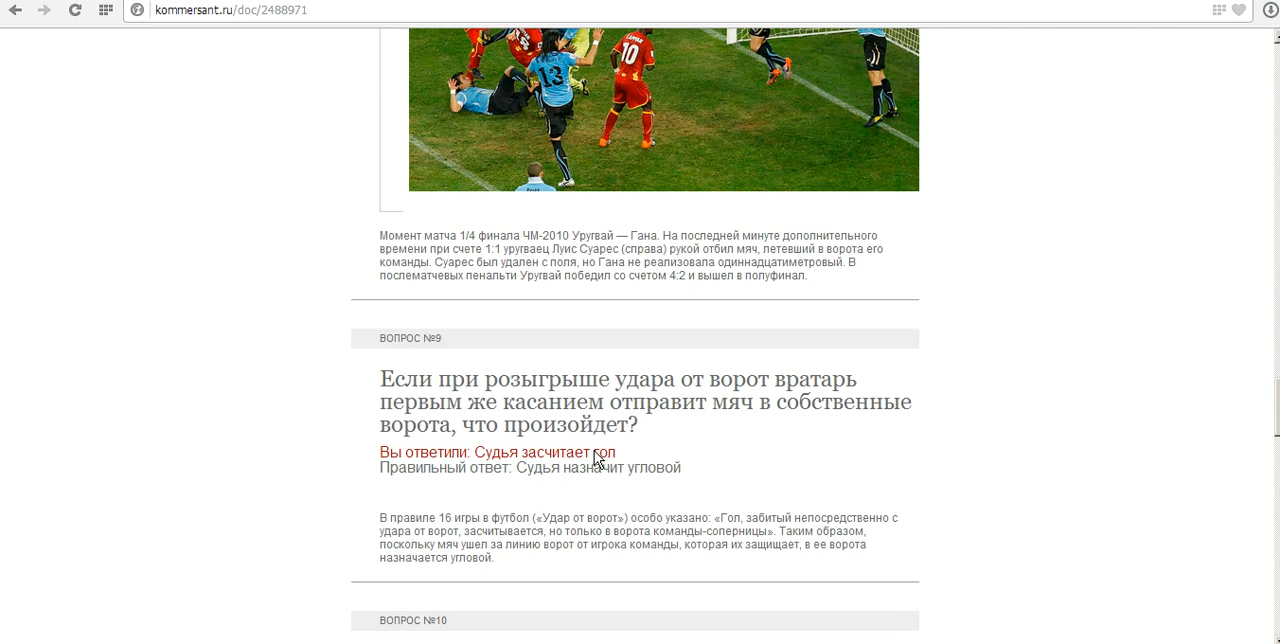 kommersant.ru/doc/2488971
10
13
Момент матча 1/4 финала ЧМ-2010 Уругвай — Гана. На последней минуте дополнительного
времени при счете 1:1 уругваец Луис Суарес (справа) рукой отбил мяч, летевший в ворота его
команды. Суарес был удален с поля, но Гана не реализовала одиннадцатиметровый. В
послематчевых пенальти Уругвай победил со счетом 4:2 и вышел в полуфинал.
ВОПРОС №9
Если при розыгрыше удара от ворот вратарь
первым же касанием отправит мяч в собственные
ворота, что произойдет?
Вы ответили: Судья засчитает гол
Правильный ответ: Судья назначит угловой
В правиле 16 игры в футбол («Удар от ворот») особо указано: «Гол, забитый непосредственно с
удара от ворот, засчитывается, но только в ворота команды-соперницы». Таким образом,
поскольку мяч ушел за линию ворот от игрока команды, которая их защищает, в ее ворота
назначается угловой.
ВОПРОС №10